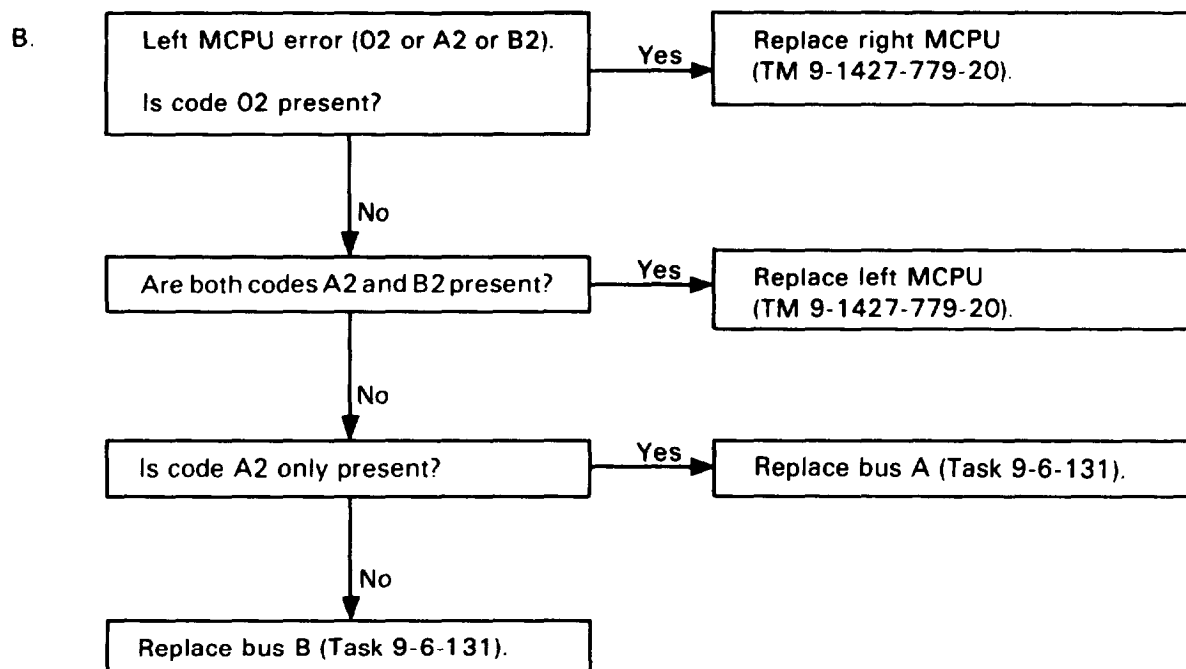 B.
Left MCPU error (02 or A2 or B2).
Is code 02 present?
Yes
Replace right MCPU
(TM 9-1427-779-20).
No
Are both codes A2 and B2 present?
Yes
Replace left MCPU
(TM 9-1427-779-20).
No
Is code A2 only present?
Yes
Replace bus A (Task 9-6-131).
No
Replace bus B (Task 9-6-131).